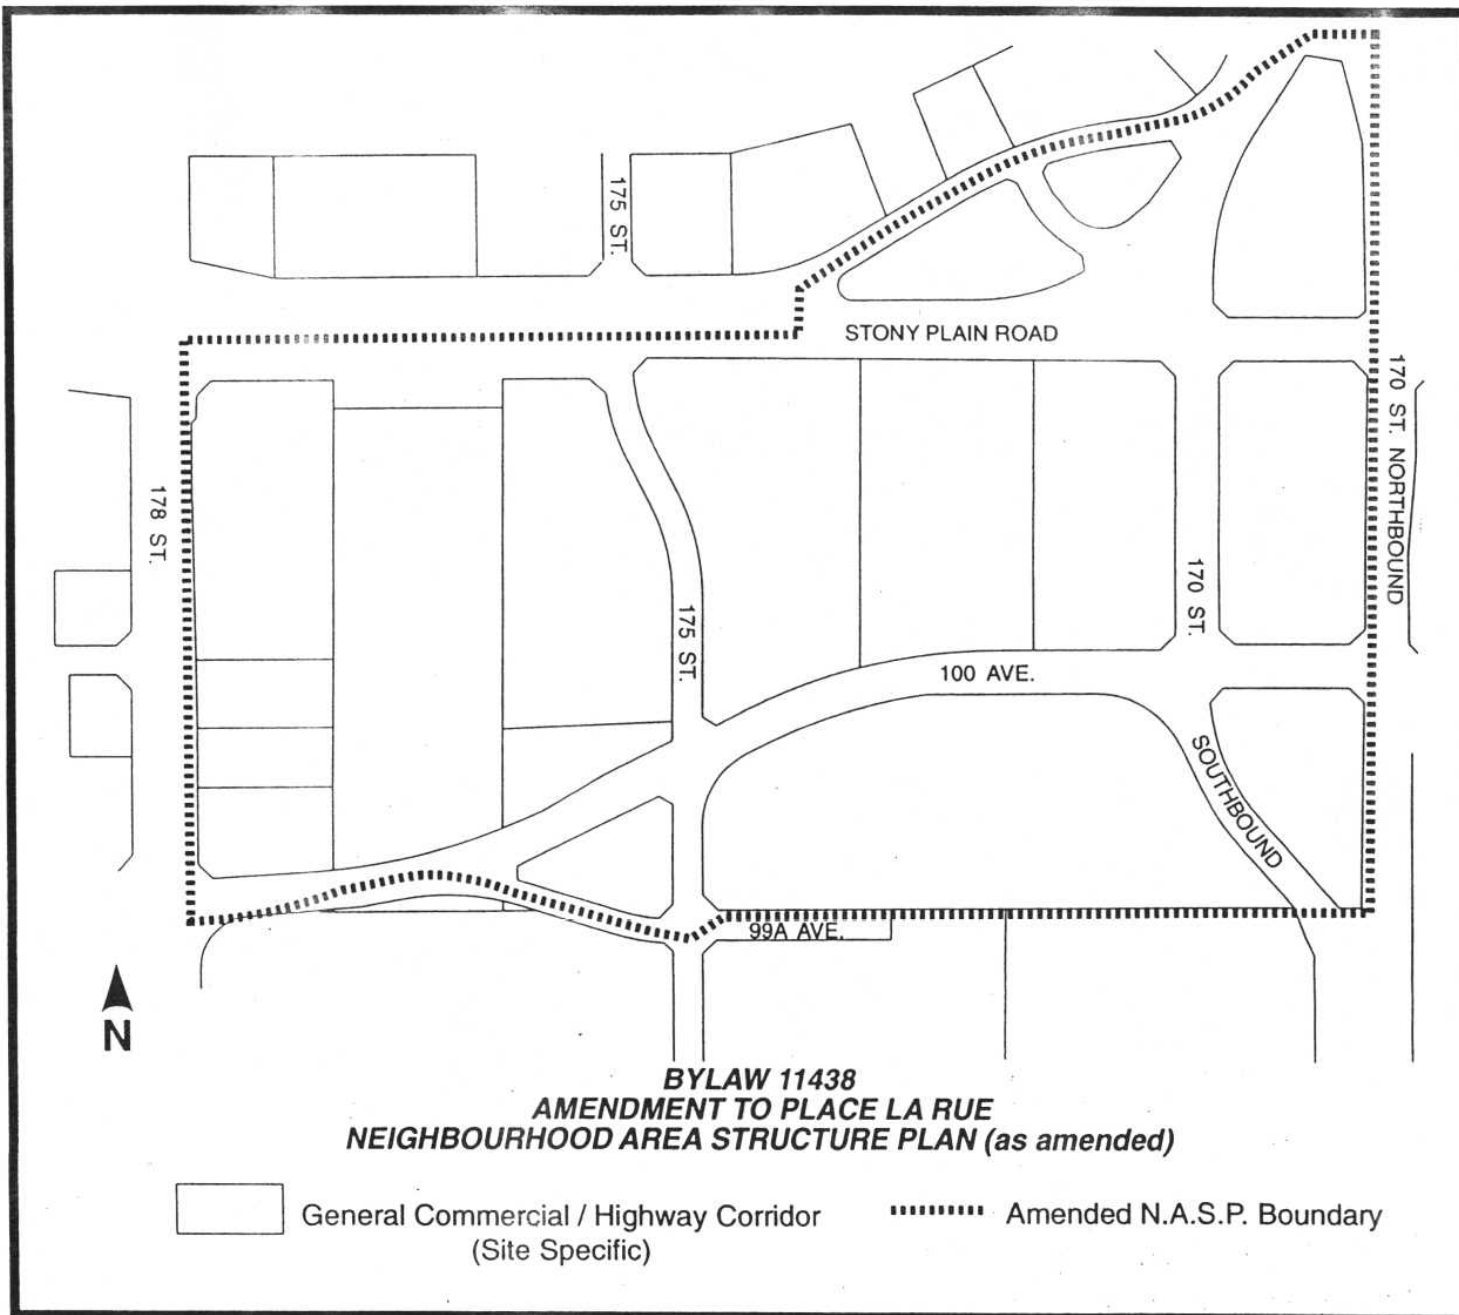 175 ST.
STONY PLAIN ROAD
170 ST. NORTHBOUND
178 ST.
170 ST.
175 ST.
100 AVE.
SOUTHBOUND
99A AVE.
N
BYLAW 11438
AMENDMENT TO PLACE LA RUE
NEIGHBOURHOOD AREA STRUCTURE PLAN (as amended)
General Commercial / Highway Corridor
(Site Specific)
Amended N.A.S.P. Boundary